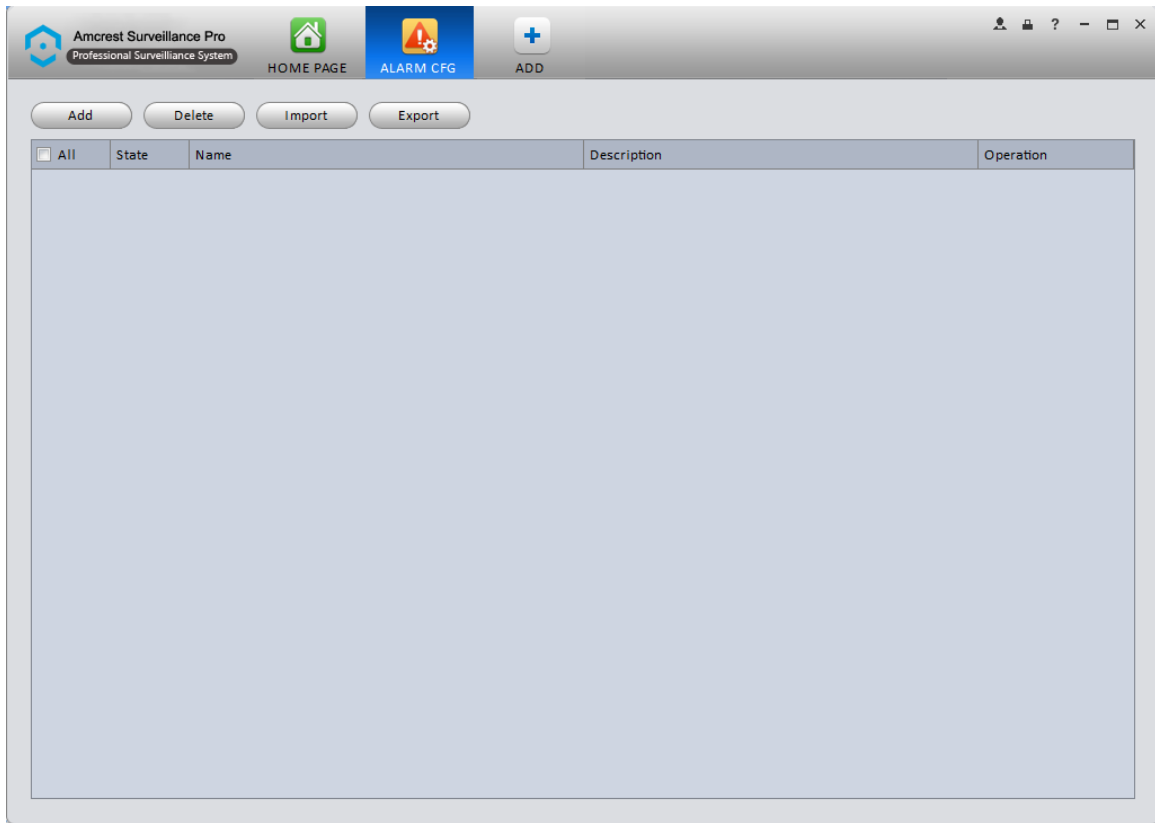 Amcrest Surveillance Pro
Professional Surveilliance System
HOME PAGE
ALARM CFG
ADD
?
Add
Delete
Import
Export
All
State
Name
Description
Operation